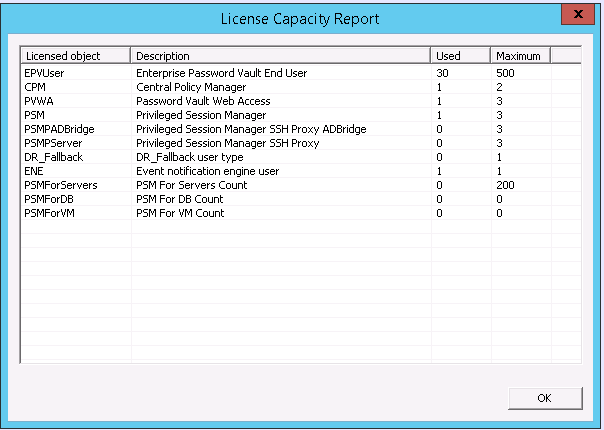 License Capacity Report
x
Licensed object Description Used Maximum
EPVUser Enterprise Password Vault End User 30 500
CPM Central Policy Manager 1 2
PVWA Password Vault Web Access 1 3
PSM Privileged Session Manager 1 3
PSMPADBridge Privileged Session Manager SSH Proxy ADBridge 0 3
PSMPServer Privileged Session Manager SSH Proxy 0 3
DR_Fallback DR_Fallback user type 0 1
ENE Event notification engine user 1 1
PSMForServers PSM For Servers Count 0 200
PSMForDB PSM For DB Count 0 0
PSMForVM PSM For VM Count 0 0
OK